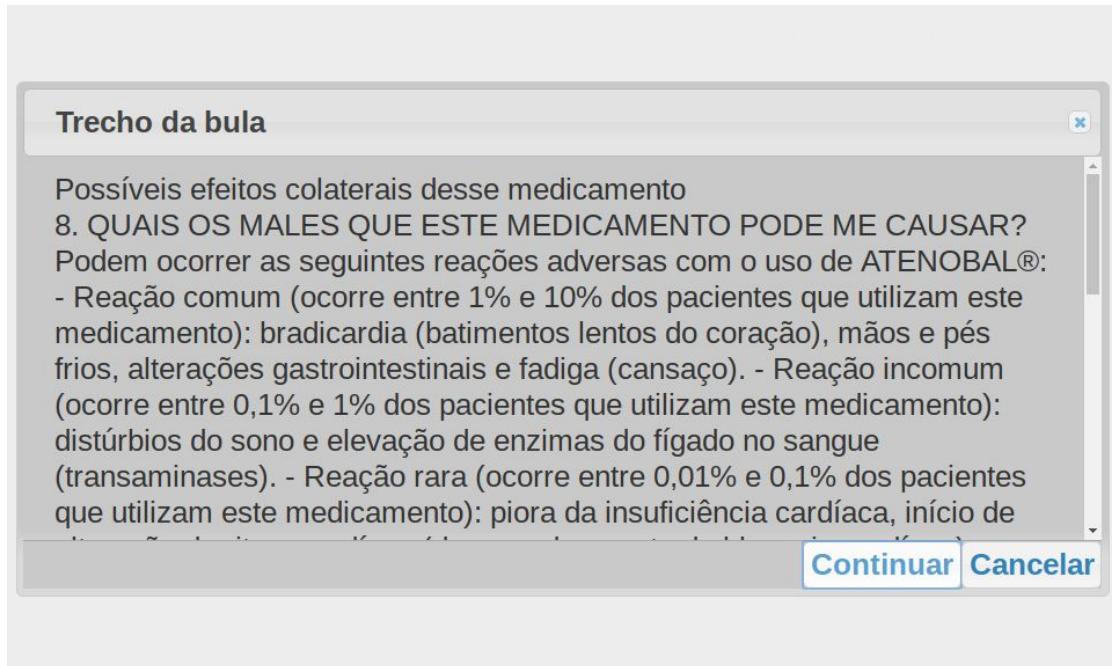 Trecho da bula
Possíveis efeitos colaterais desse medicamento
8. QUAIS OS MALES QUE ESTE MEDICAMENTO PODE ME CAUSAR?
Podem ocorrer as seguintes reações adversas com o uso de ATENOBAL®:
- Reação comum (ocorre entre 1% e 10% dos pacientes que utilizam este
medicamento): bradicardia (batimentos lentos do coração), mãos e pés
frios, alterações gastrointestinais e fadiga (cansaço). - Reação incomum
(ocorre entre 0,1% e 1% dos pacientes que utilizam este medicamento):
distúrbios do sono e elevação de enzimas do fígado no sangue
(transaminases). - Reação rara (ocorre entre 0,01% e 0,1% dos pacientes
que utilizam este medicamento): piora da insuficiência cardíaca, início de
Continuar Cancelar